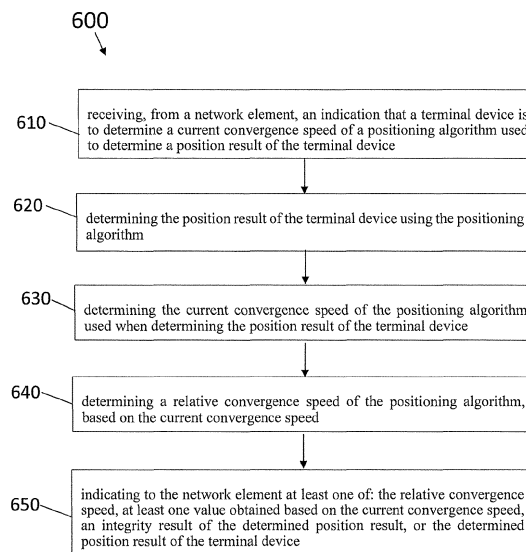 600
610
receiving, from a network element, an indication that a terminal device is
to determine a current convergence speed of a positioning algorithm used
to determine a position result of the terminal device
620
determining the position result of the terminal device using the positioning
algorithm
630
determining the current convergence speed of the positioning algorithm
used when determining the position result of the terminal device
640
determining a relative convergence speed of the positioning algorithm,
based on the current convergence speed
650
indicating to the network element at least one of: the relative convergence
speed, at least one value obtained based on the current convergence speed,
an integrity result of the determined position result, or the determined
position result of the terminal device